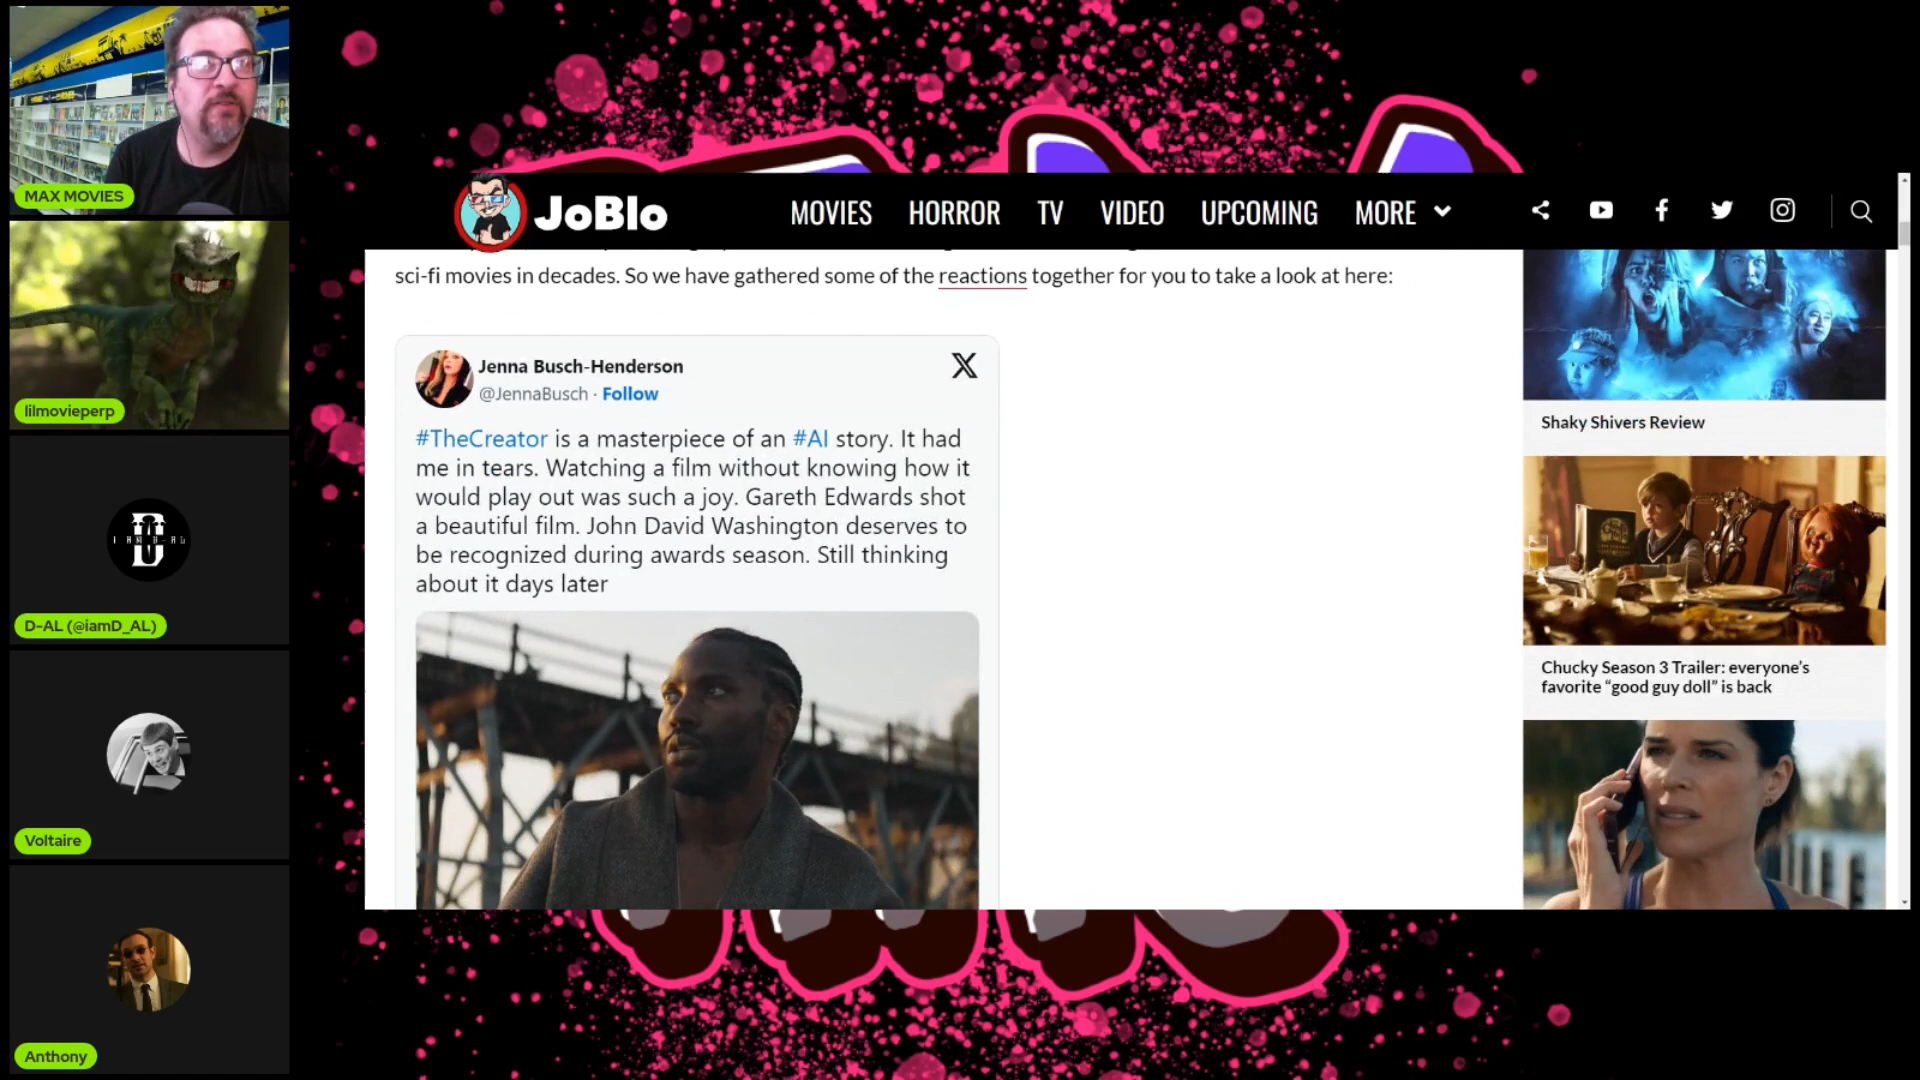 MAX MOVIES
lilmovieperp
I AM D-AL
D-AL (@iamD_AL)
Voltaire
Anthony
JoBlo
MOVIES HORROR TV VIDEO UPCOMING MORE
sci-fi movies in decades. So we have gathered some of the reactions together for you to take a look at here:
Jenna Busch-Henderson
@JennaBusch · Follow
#TheCreator is a masterpiece of an #AI story. It had
me in tears. Watching a film without knowing how it
would play out was such a joy. Gareth Edwards shot
a beautiful film. John David Washington deserves to
be recognized during awards season. Still thinking
about it days later
Shaky Shivers Review
Chucky Season 3 Trailer: everyone’s
favorite “good guy doll” is back